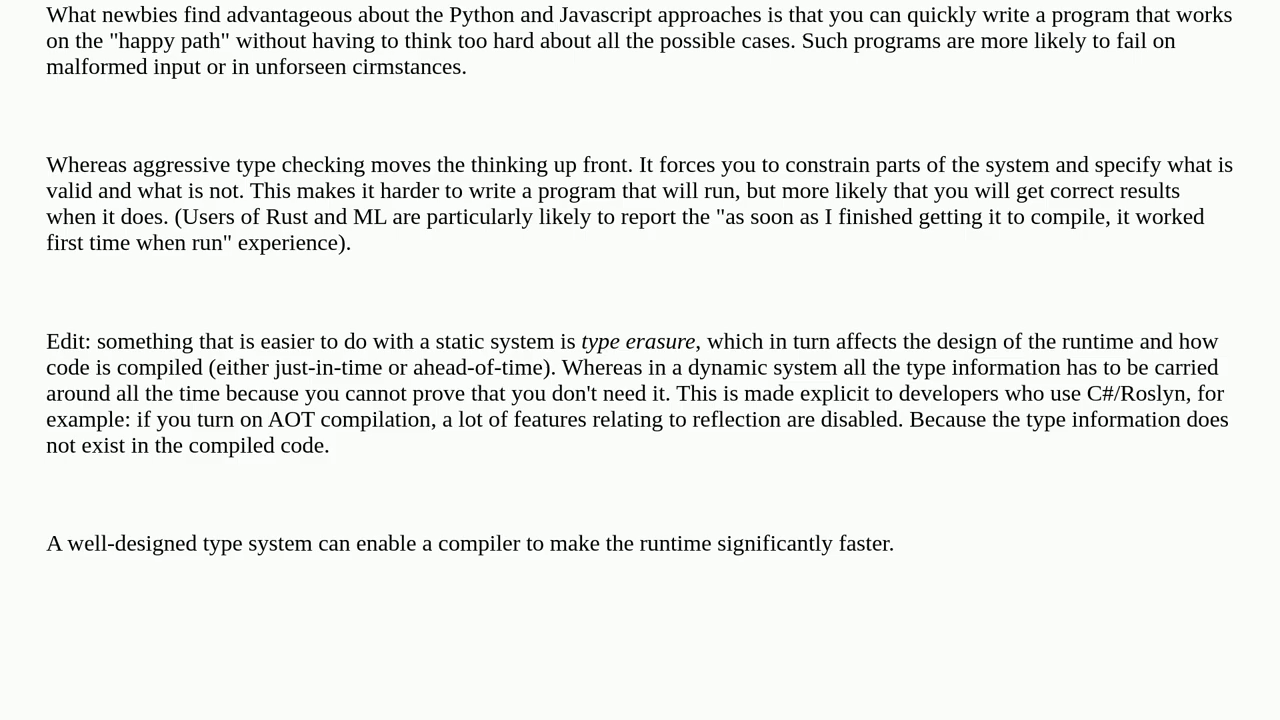 What newbies find advantageous about the Python and Javascript approaches is that you can quickly write a program that works
on the "happy path" without having to think too hard about all the possible cases. Such programs are more likely to fail on
malformed input or in unforseen cirmstances.
Whereas aggressive type checking moves the thinking up front. It forces you to constrain parts of the system and specify what is
valid and what is not. This makes it harder to write a program that will run, but more likely that you will get correct results
when it does. (Users of Rust and ML are particularly likely to report the "as soon as I finished getting it to compile, it worked
first time when run" experience).
Edit: something that is easier to do with a static system is type erasure, which in turn affects the design of the runtime and how
code is compiled (either just-in-time or ahead-of-time). Whereas in a dynamic system all the type information has to be carried
around all the time because you cannot prove that you don't need it. This is made explicit to developers who use C#/Roslyn, for
example: if you turn on AOT compilation, a lot of features relating to reflection are disabled. Because the type information does
not exist in the compiled code.
A well-designed type system can enable a compiler to make the runtime significantly faster.